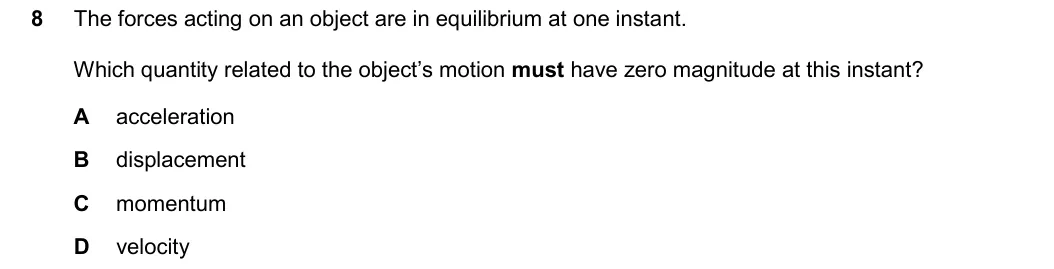 8 The forces acting on an object are in equilibrium at one instant.
Which quantity related to the object’s motion must have zero magnitude at this instant?
A acceleration
B displacement
C momentum
D velocity